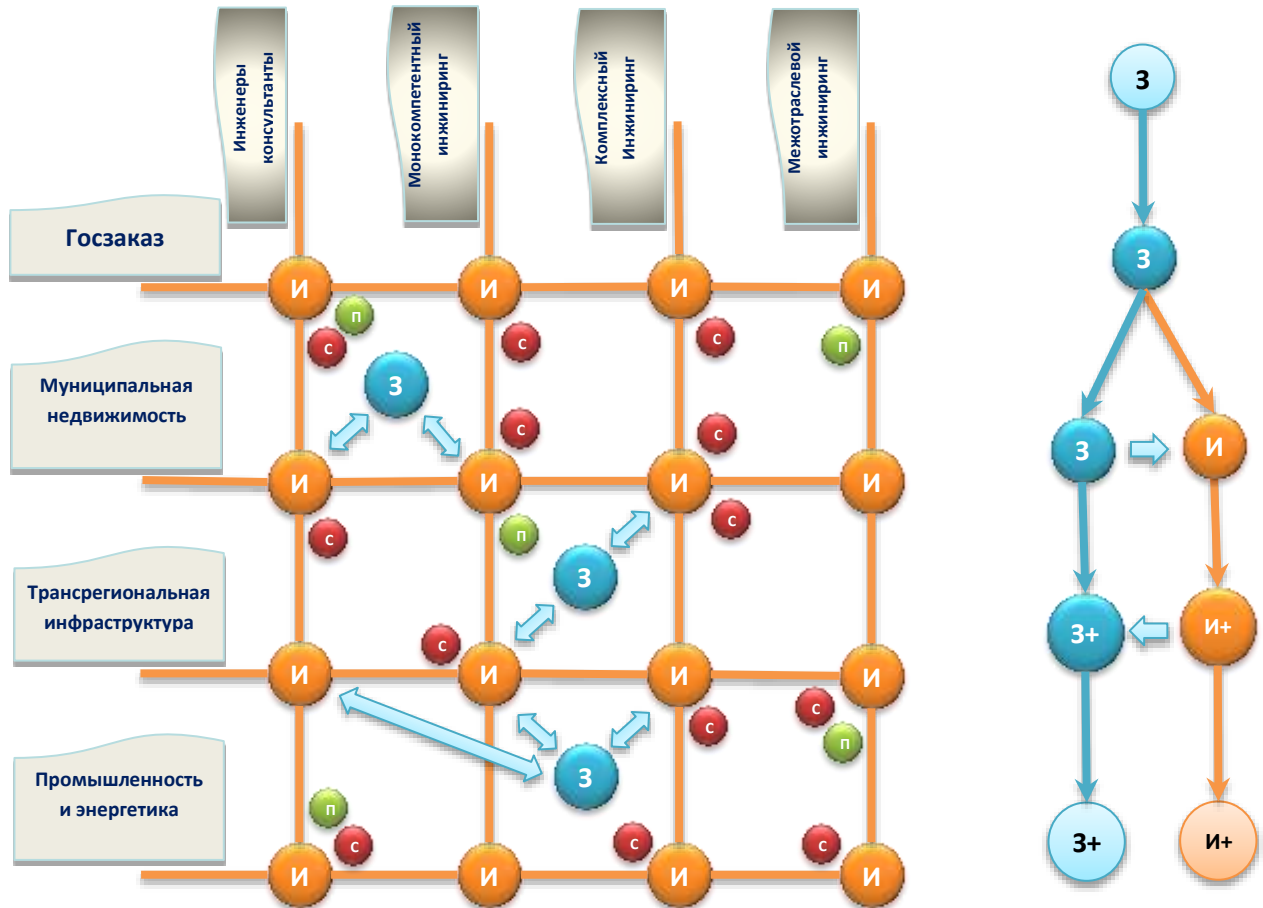 Инженеры
консультанты
Монокомпетентный
инжиниринг
Комплексный
Инжиниринг
Межотраслевой
инжиниринг
З
Госзаказ
З
И И И И
П
С С С П
Муниципальная
недвижимость
З
С С
З И
И И И И
С П С
Трансрегиональная
инфраструктура
З
З+ И+
С
И И И И
С С
П
Промышленность
и энергетика
З
П
С С С
З+ И+
И И И И